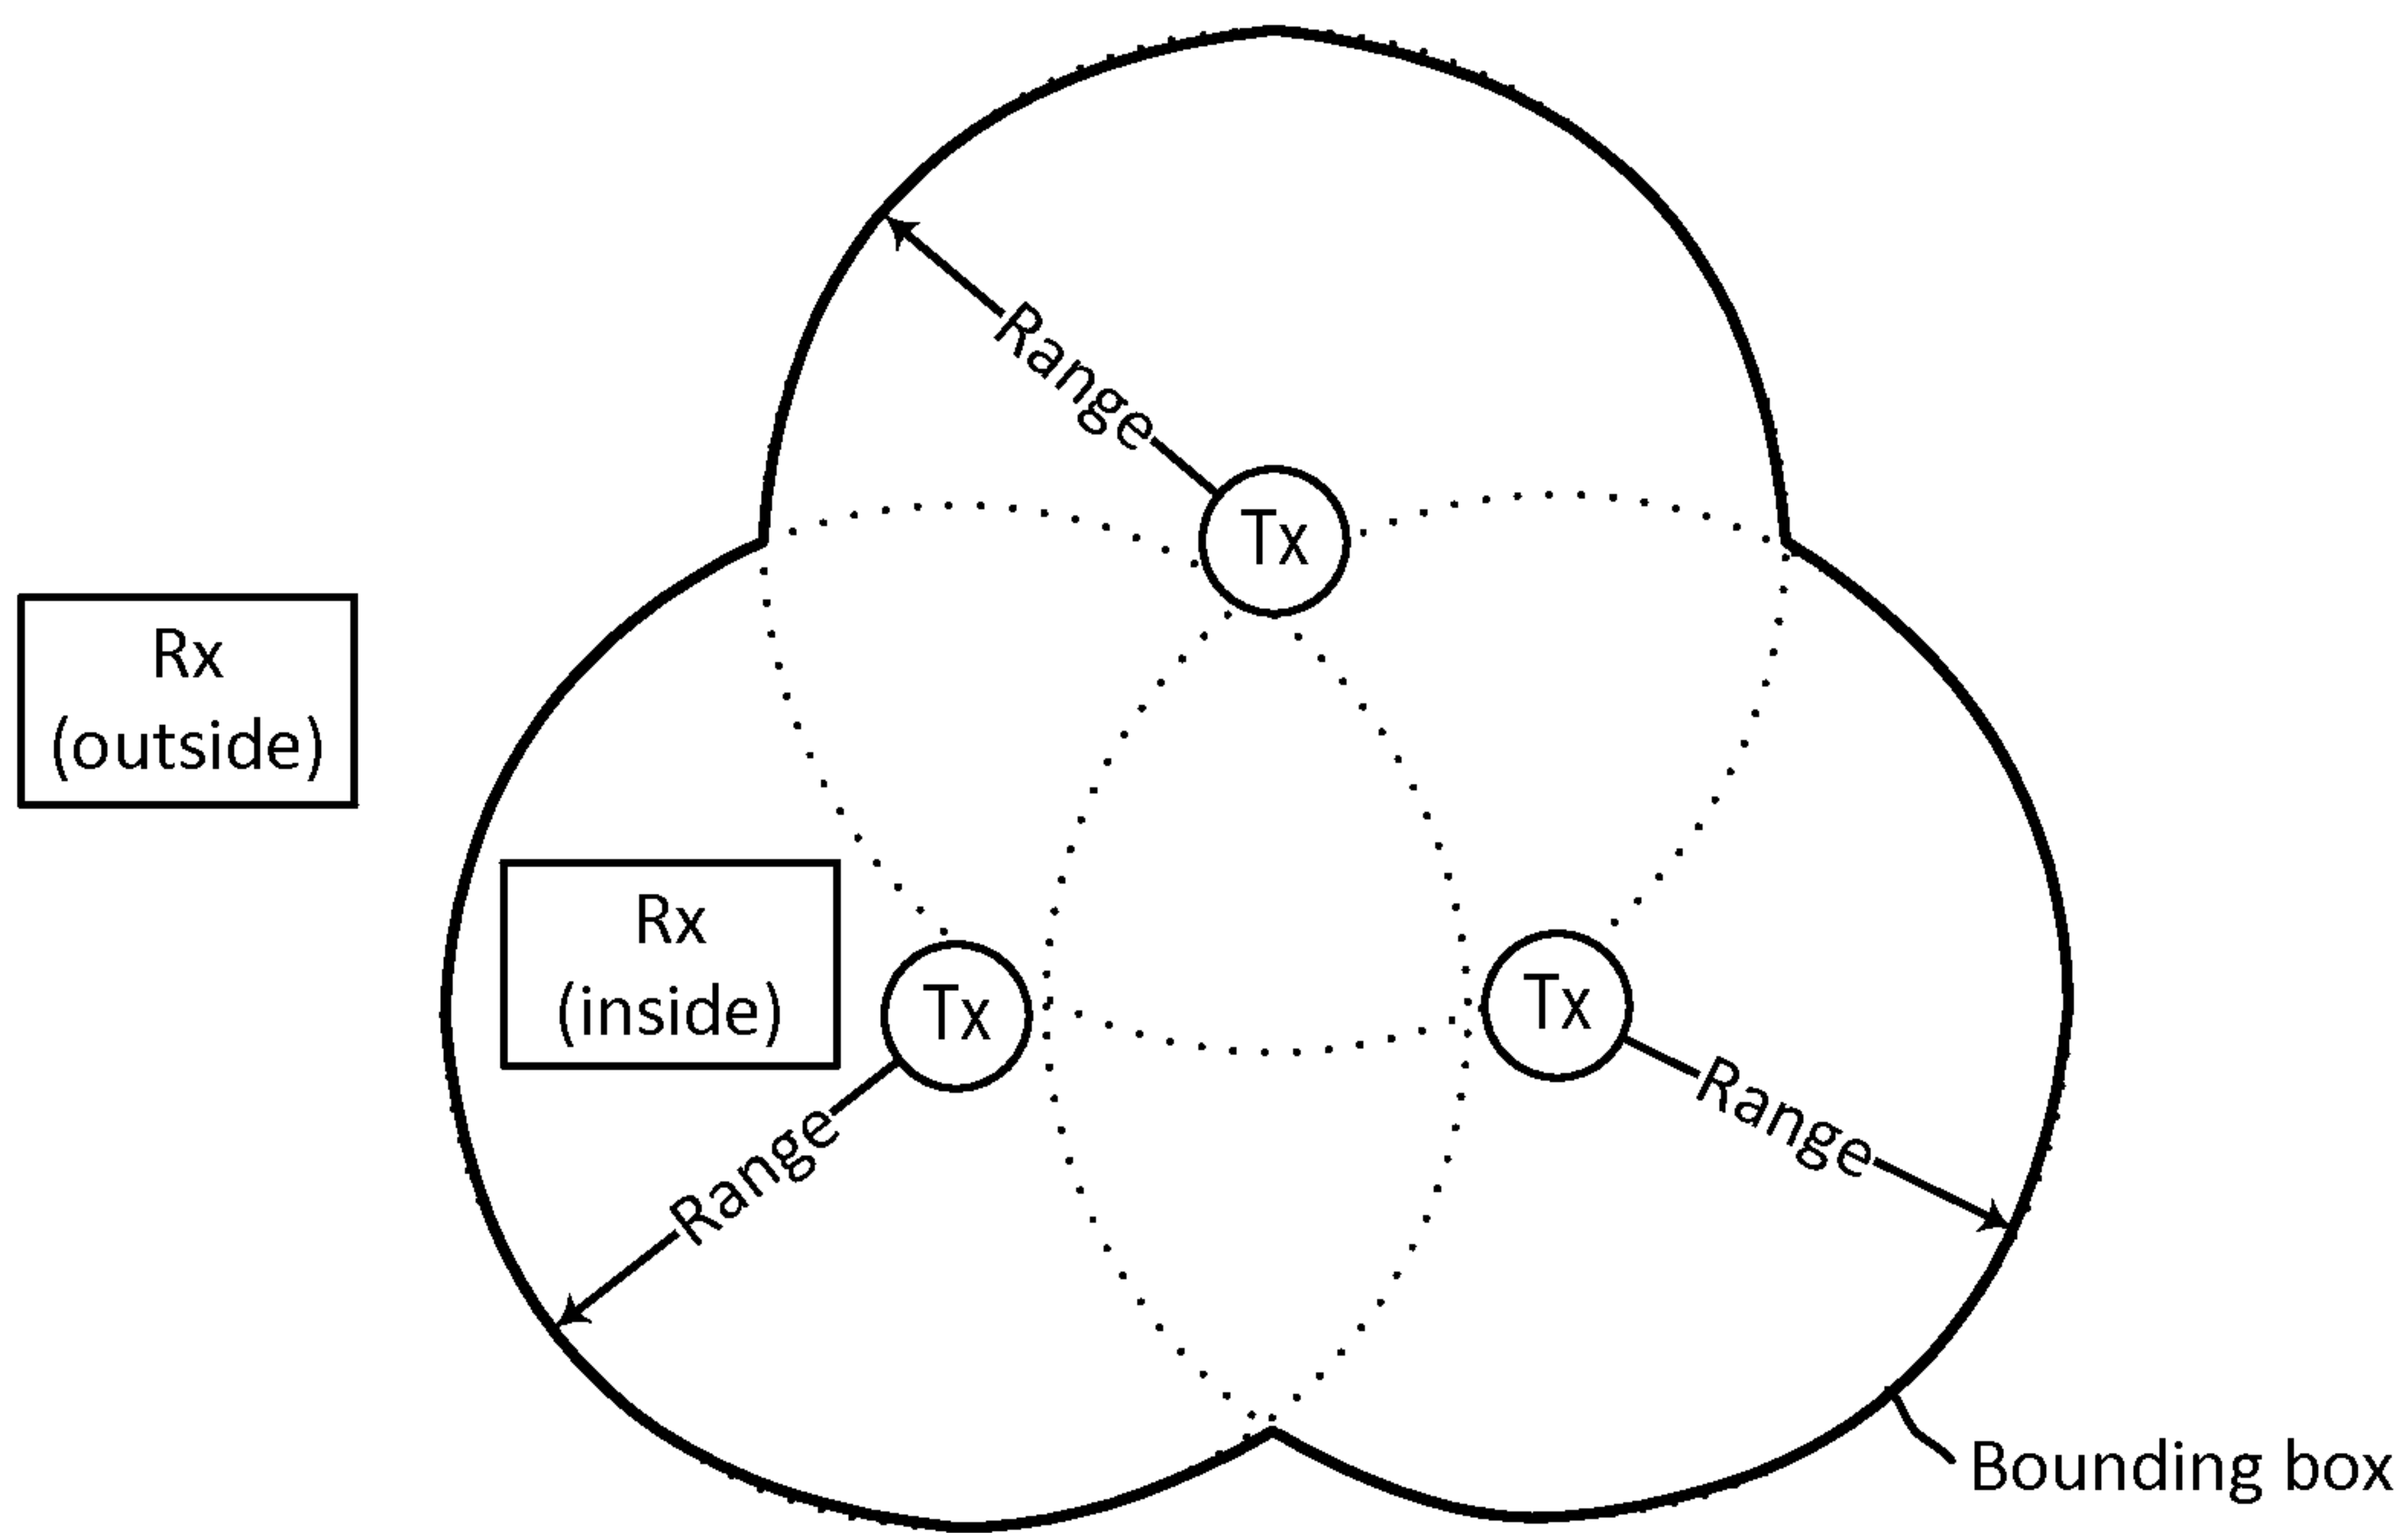 Range
Tx
Rx
(outside)
Rx
(inside)
Tx
Tx
Range
Range
Bounding box